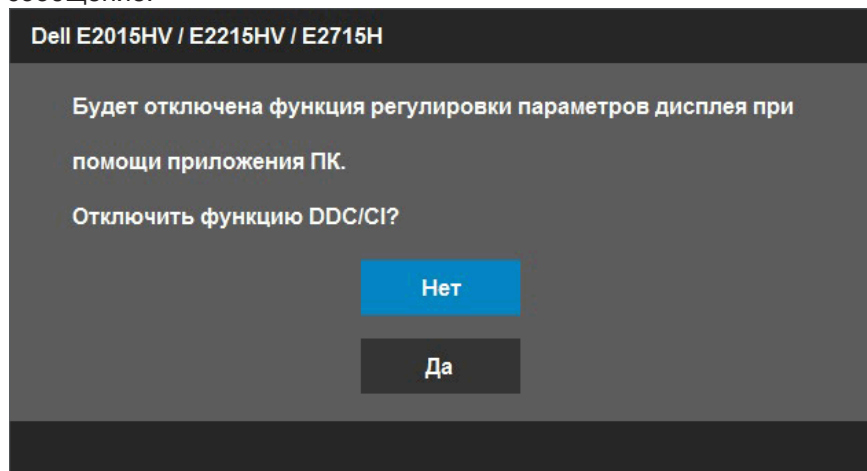 Dell E2015HV / E2215HV / E2715H
Будет отключена функция регулировки параметров дисплея при
помощи приложения ПК.
Отключить функцию DDC/CI?
Нет
Да